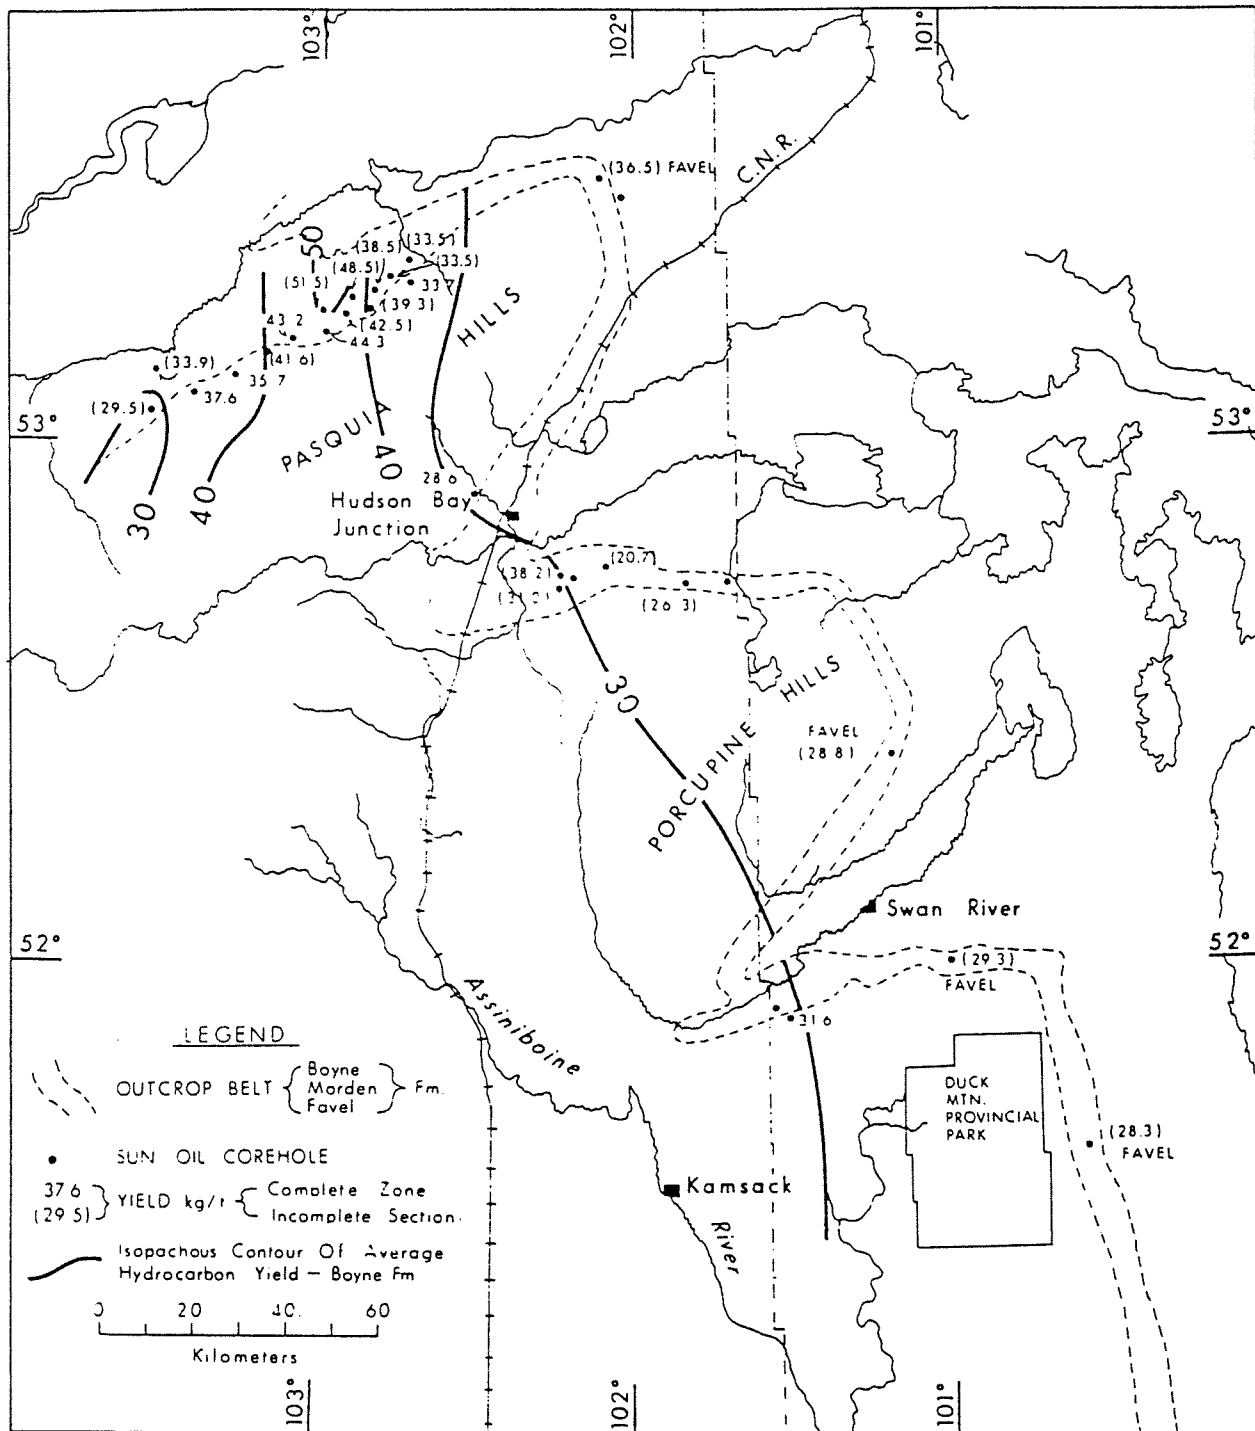 103°
102°
101°
C.N.R.
(36.5) FAVEL
50
(38.5)
(33.5)
(48.5)
(33.5)
(51.5)
33.7
(39.3)
43.2
(42.5)
44.3
(41.6)
(33.9)
35.7
37.6
(29.5)
PASQUIA HILLS
53°
53°
30
40
40
28.6
Hudson Bay
Junction
(20.7)
(38.2)
(26.3)
30
PORCUPINE HILLS
FAVEL
(28.8)
Swan River
52°
52°
(29.3)
FAVEL
31.6
Assiniboine
River
DUCK
MTN.
PROVINCIAL
PARK
(28.3)
FAVEL
Kamsack
LEGEND
OUTCROP BELT { Boyne Morden Favel } Fm.
SUN OIL COREHOLE
37.6
(29.5)
} YIELD kg/t {
Complete Zone
Incomplete Section
Isopachous Contour Of Average
Hydrocarbon Yield – Boyne Fm
0 20 40 60
Kilometers
103°
102°
101°